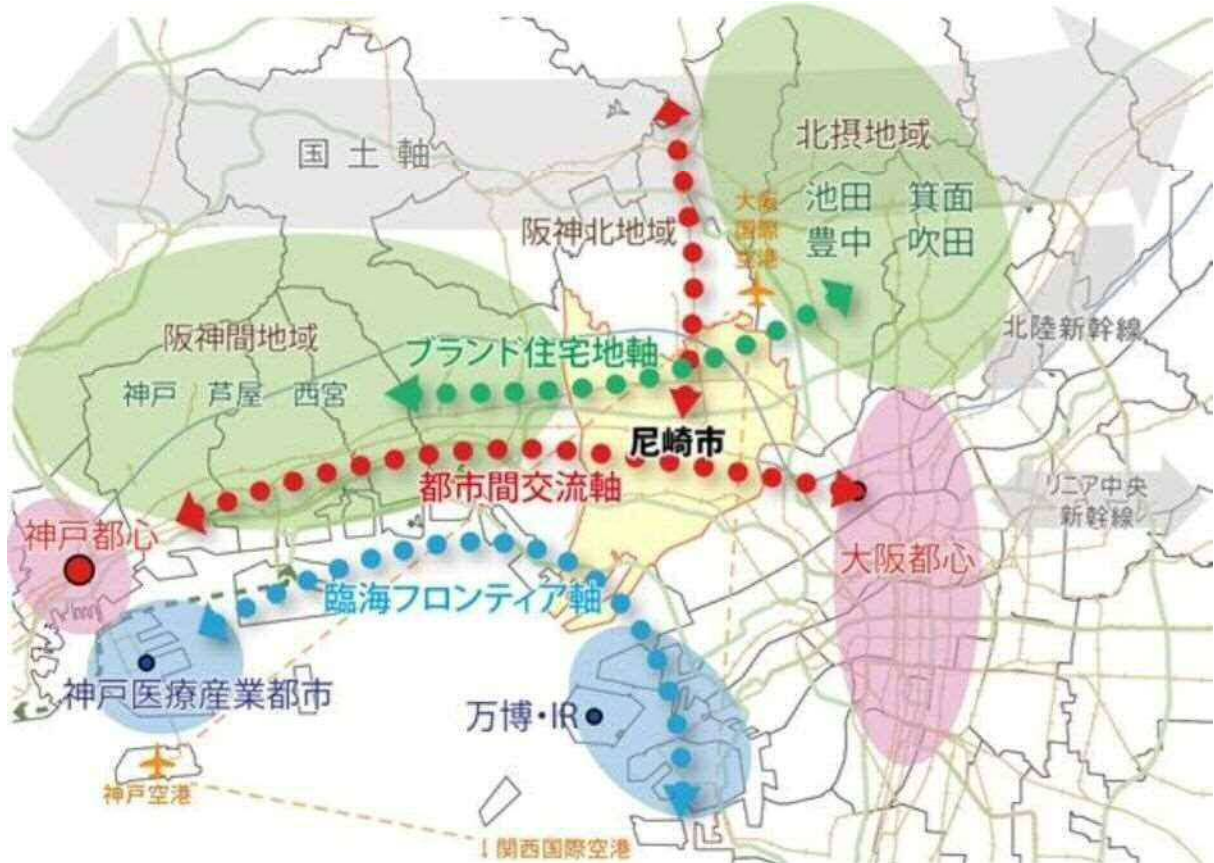 国土軸
北摂地域
池田 箕面
豊中 吹田
大阪
国際
空港
阪神北地域
北陸新幹線
阪神間地域
神戸 芦屋 西宮
ブランド住宅地軸
尼崎市
都市間交流軸
リニア中央
新幹線
神戸都心
大阪都心
臨海フロンティア軸
神戸医療産業都市
万博・IR
神戸空港
↓関西国際空港